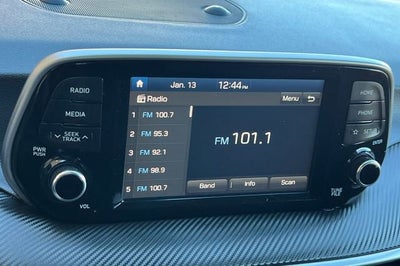 Jan. 13 12:44PM
Radio Menu
1 FM 100.7
2 FM 95.3
3 FM 92.1
4 FM 98.9
5 FM 100.7
FM 101.1
Band Info Scan
RADIO
MEDIA
SEEK
TRACK
PWR
PUSH
VOL
HOME
PHONE
SETUP
ENTER
TUNE
FILE